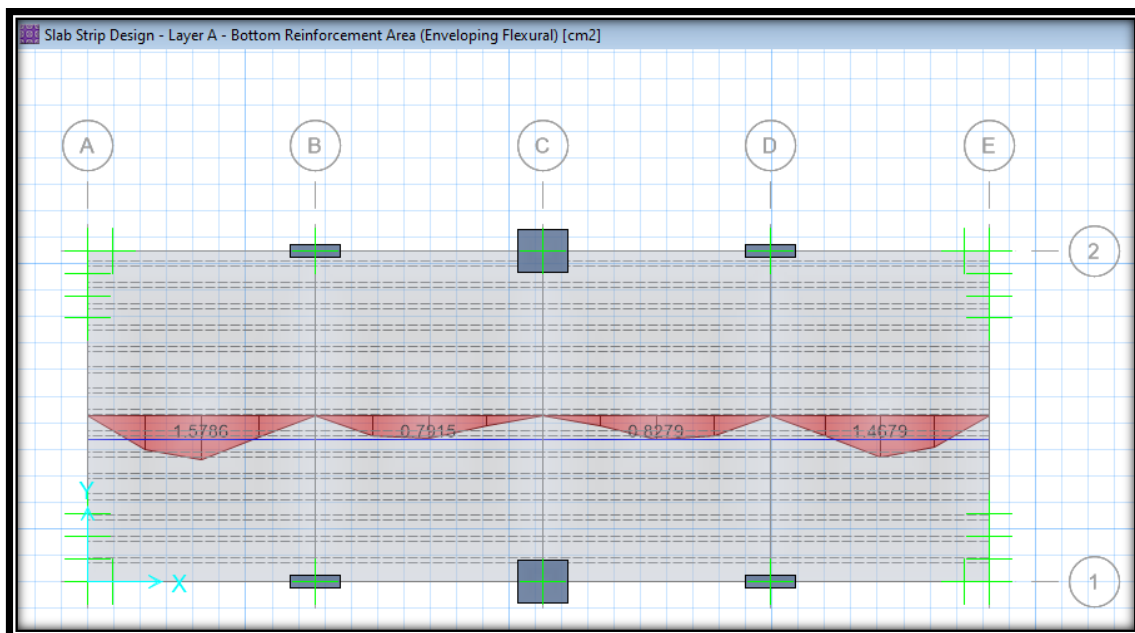 Slab Strip Design - Layer A - Bottom Reinforcement Area (Enveloping Flexural) [cm2]
A B C D E
2
1.5786 0.7915 0.8279 1.4679
Y
X
1